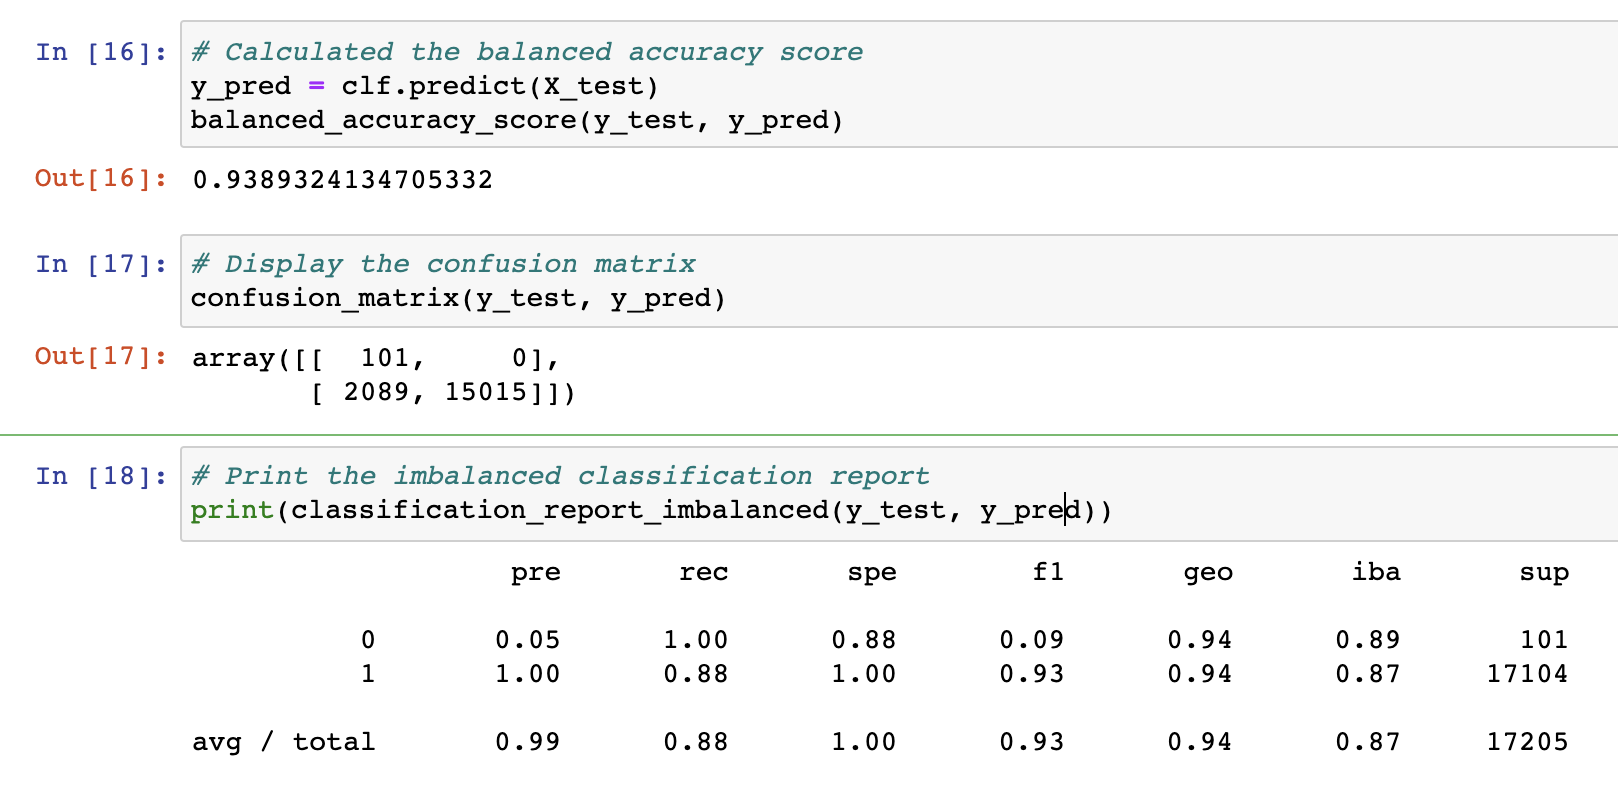 In [16]: # Calculated the balanced accuracy score
y_pred = clf.predict(X_test)
balanced_accuracy_score(y_test, y_pred)
Out[16]: 0.9389324134705332
In [17]: # Display the confusion matrix
confusion_matrix(y_test, y_pred)
Out[17]: array([[  101,     0],
       [ 2089, 15015]])
In [18]: # Print the imbalanced classification report
print(classification_report_imbalanced(y_test, y_pred))
pre rec spe f1 geo iba sup
0 0.05 1.00 0.88 0.09 0.94 0.89 101
1 1.00 0.88 1.00 0.93 0.94 0.87 17104
avg / total 0.99 0.88 1.00 0.93 0.94 0.87 17205